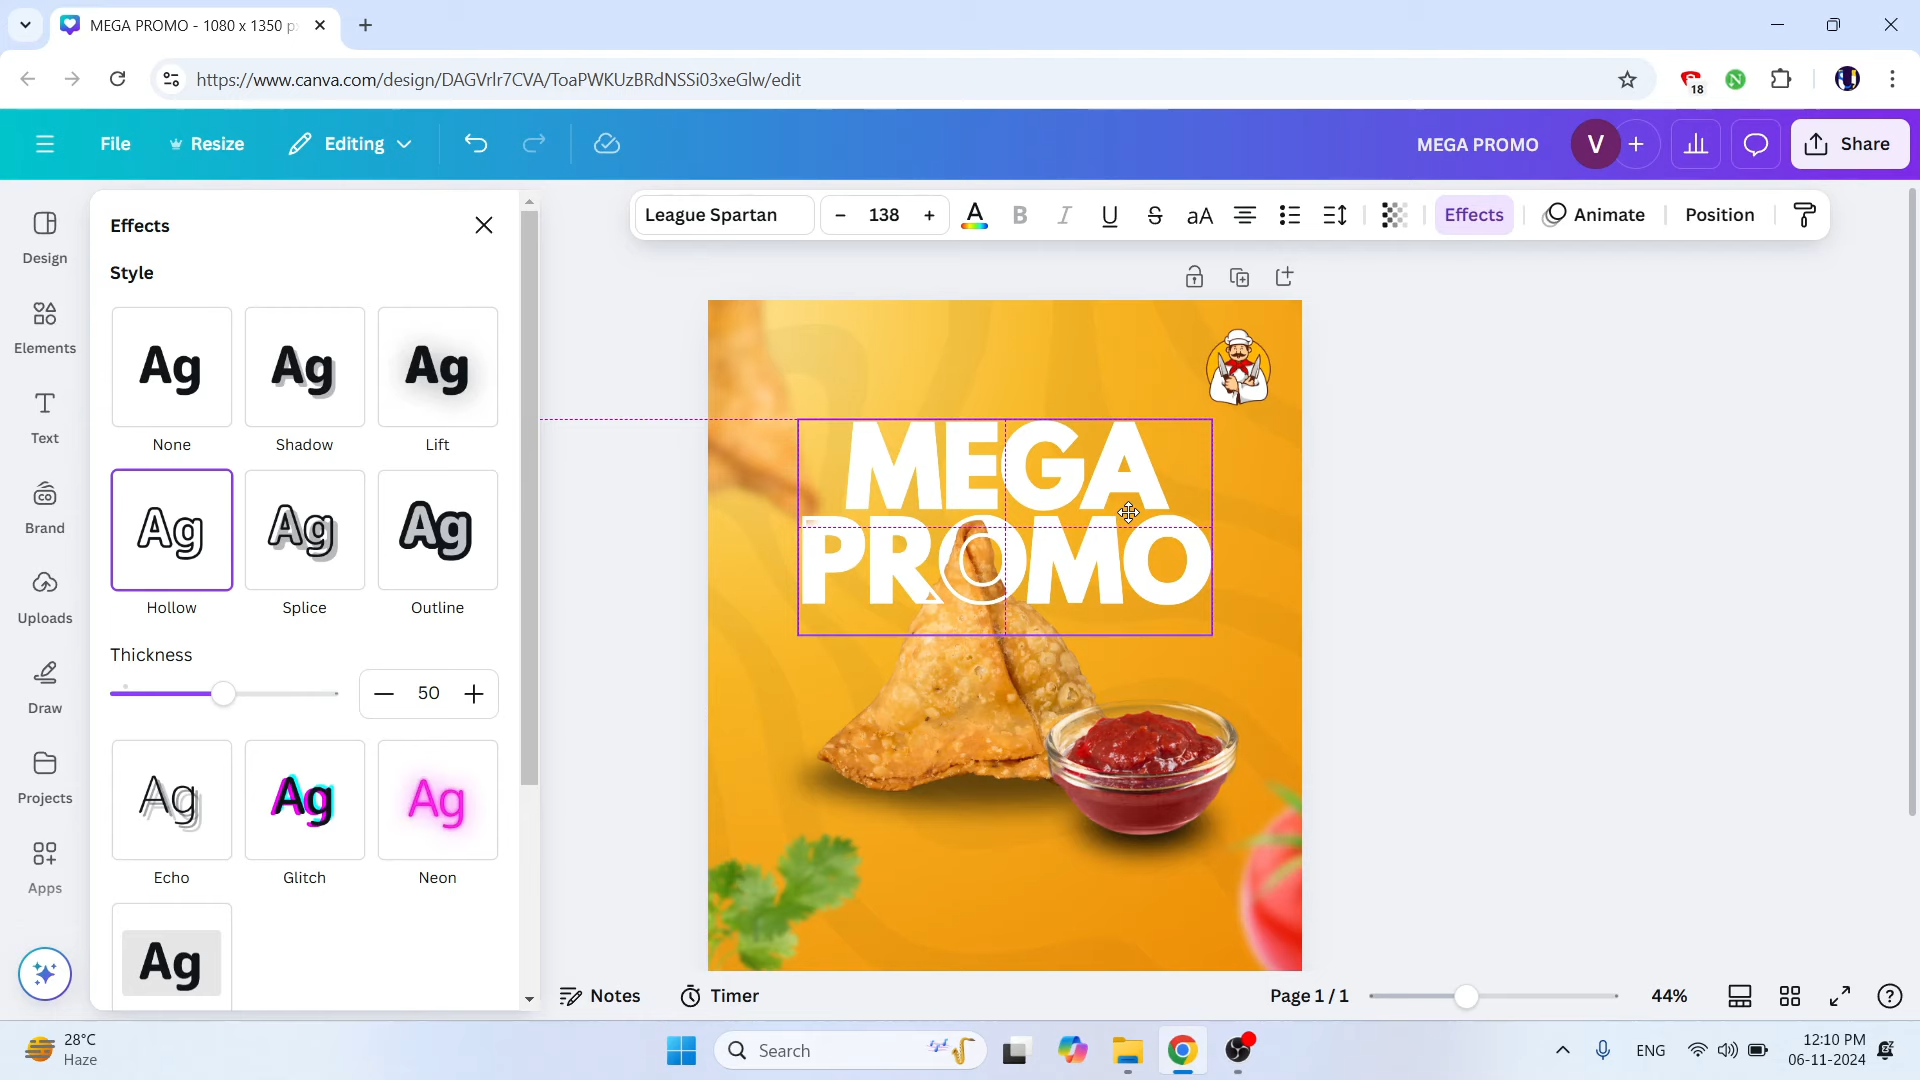 MEGA PROMO - 1080 x 1350 p
https://www.canva.com/design/DAGVrIr7CVA/ToaPWKUzBRdNSSi03xeGlw/edit
18
File
Resize
Editing
MEGA PROMO
V
Share
Design
Elements
Text
Brand
Uploads
Draw
Projects
Apps
Effects
Style
Ag
Ag
Ag
None
Shadow
Lift
Ag
Ag
Ag
Hollow
Splice
Outline
Thickness
50
Ag
Ag
Ag
Echo
Glitch
Neon
Ag
League Spartan
– 138 +
A
B
I
U
S
aA
Effects
Animate
Position
MEGA
PROMO
Notes
Timer
Page 1 / 1
44%
28°C
Haze
Search
ENG
12:10 PM
06-11-2024